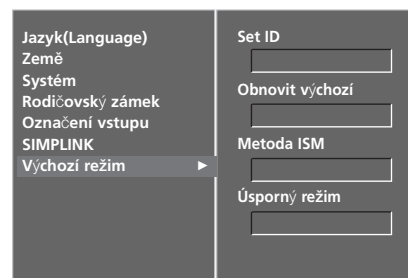 Jazyk(Language)
Země
Systém
Rodičovský zámek
Označení vstupu
SIMPLINK
Výchozí režim ►
Set ID
Obnovit výchozí
Metoda ISM
Úsporný režim